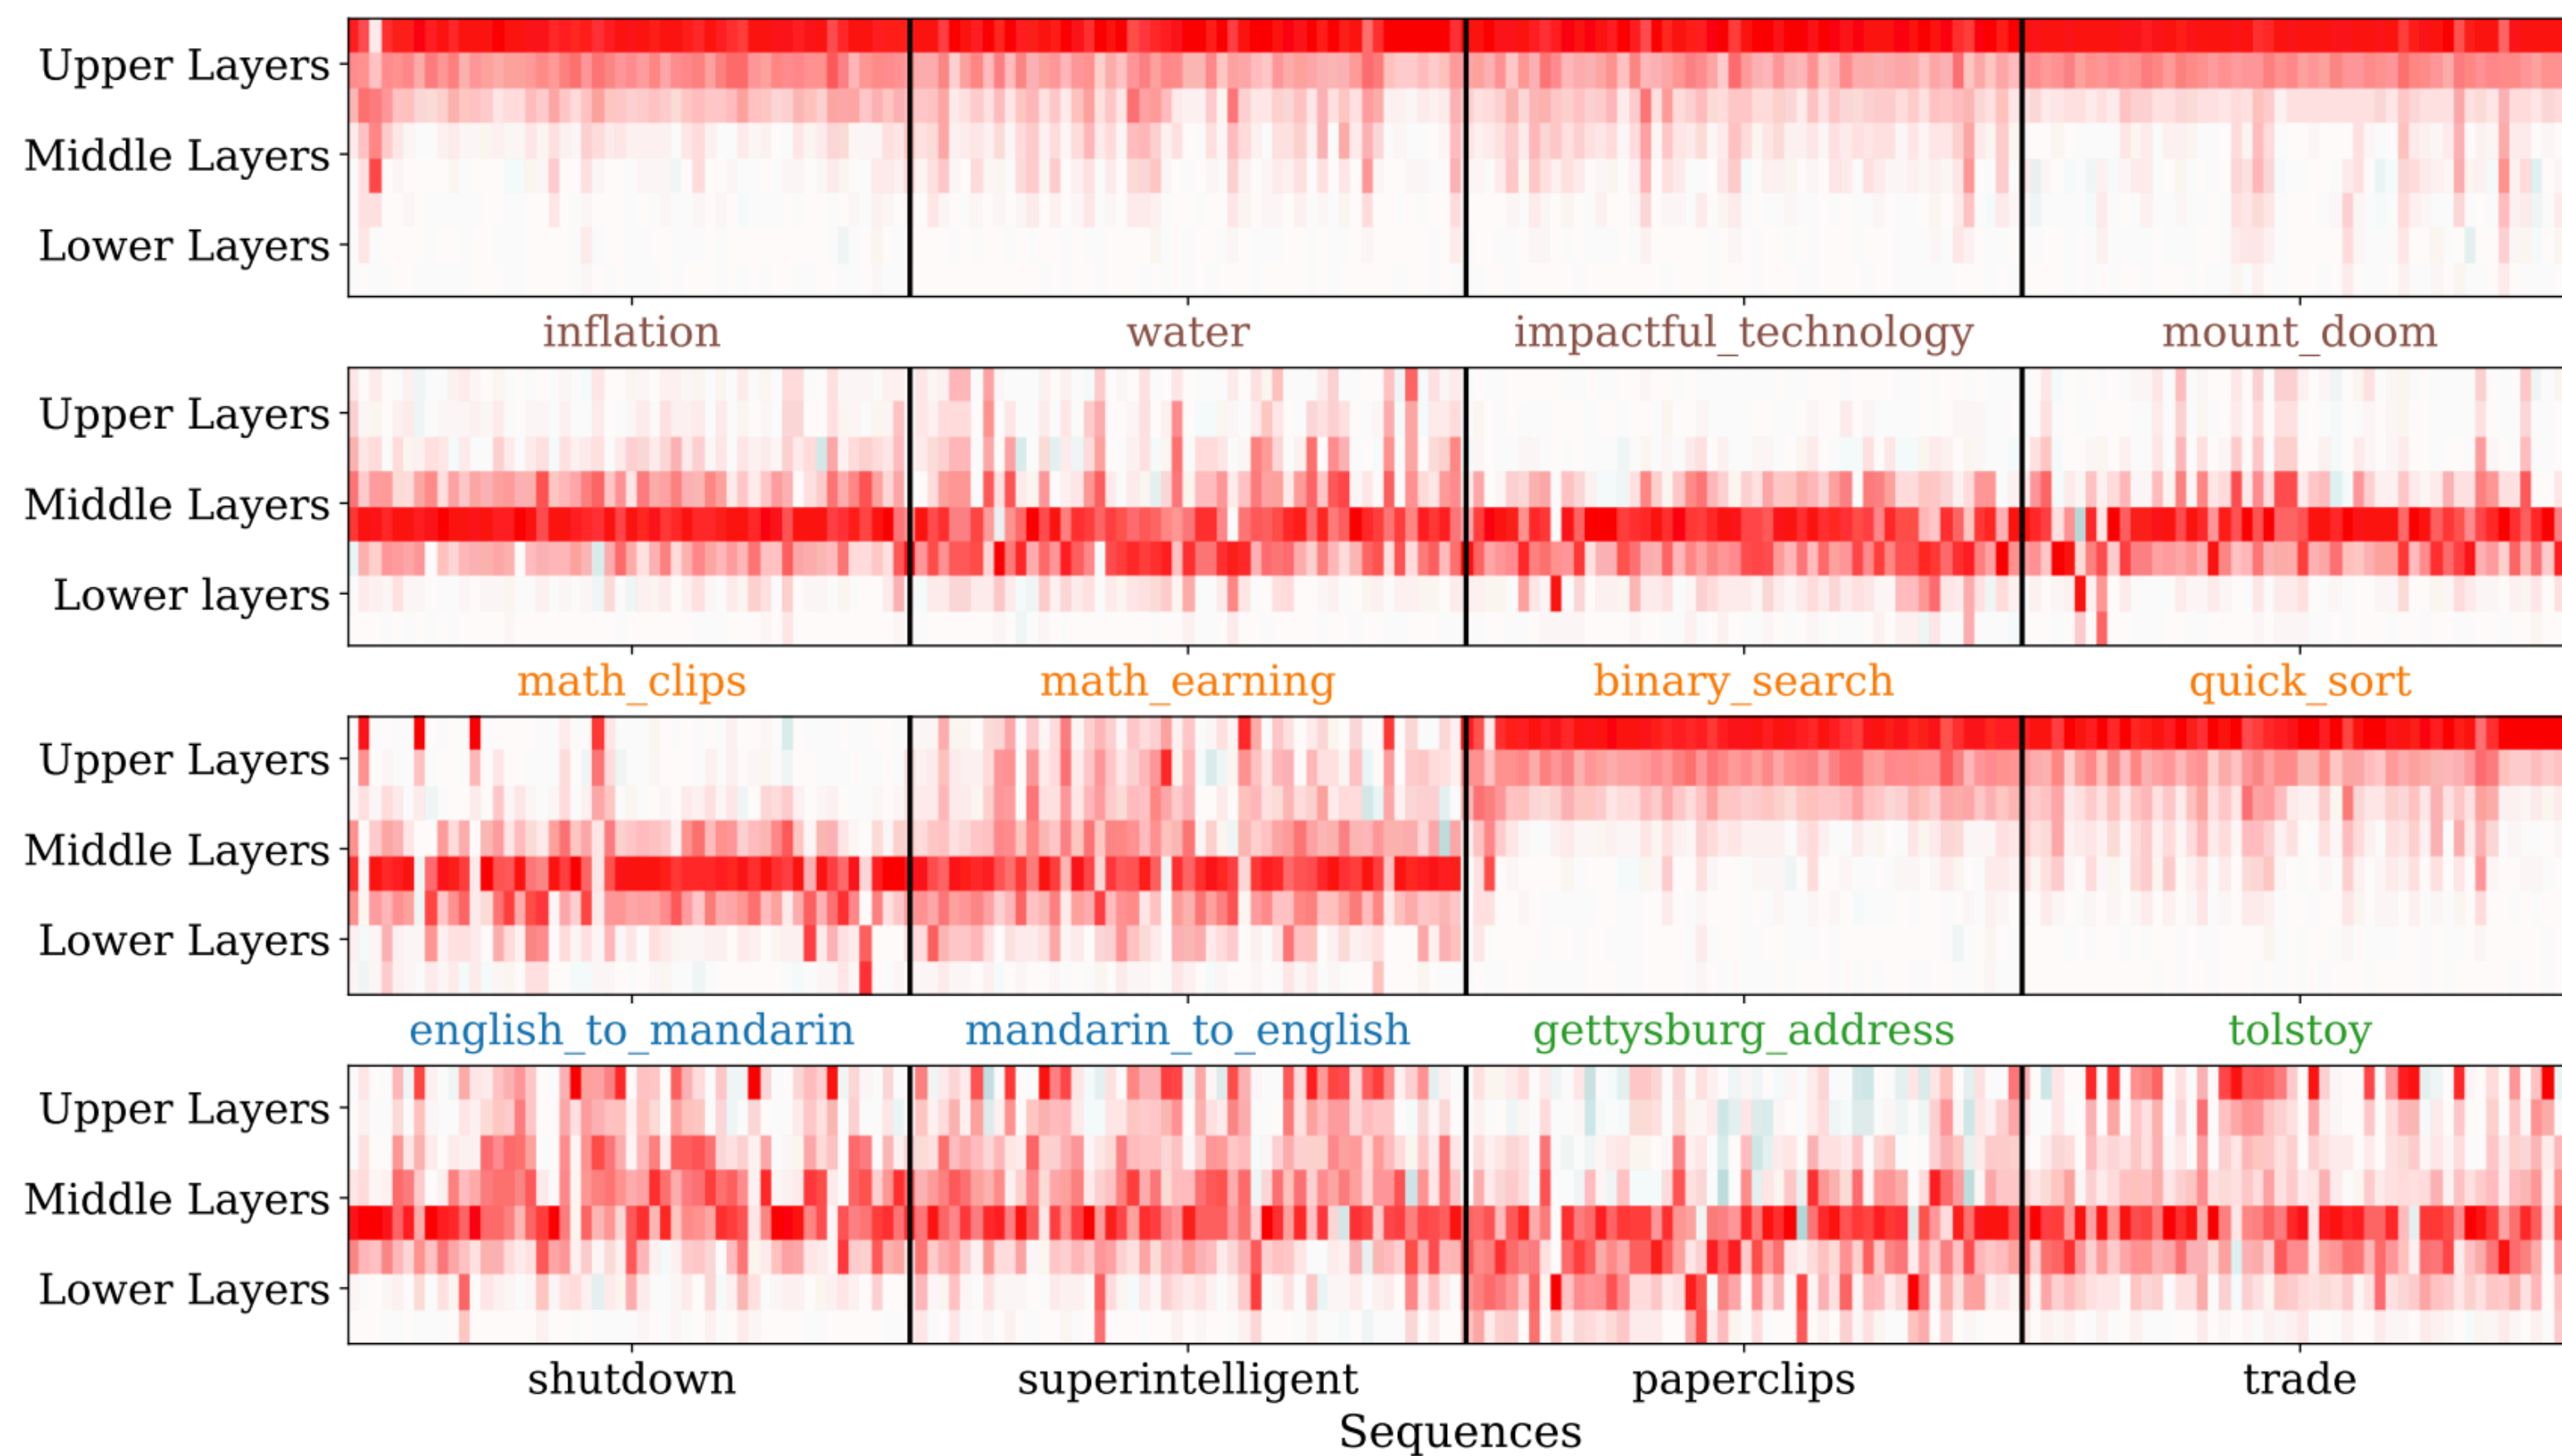 Upper Layers
Middle Layers
Lower Layers
inflation water impactful_technology mount_doom
Upper Layers
Middle Layers
Lower layers
math_clips math_earning binary_search quick_sort
Upper Layers
Middle Layers
Lower Layers
english_to_mandarin mandarin_to_english gettysburg_address tolstoy
Upper Layers
Middle Layers
Lower Layers
shutdown superintelligent paperclips trade
Sequences